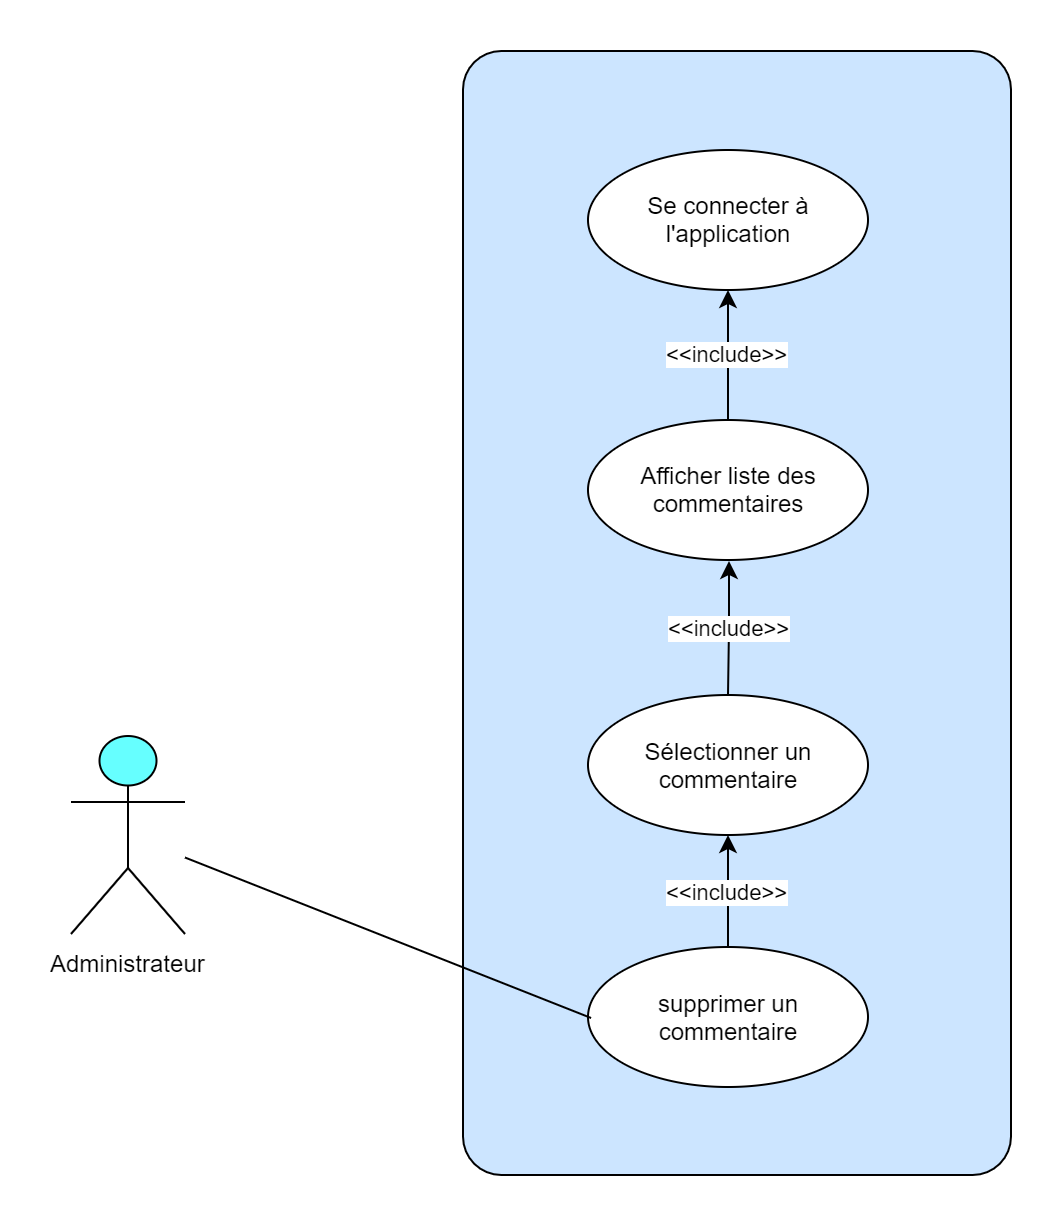 Se connecter à
l'application
<<include>>
Afficher liste des
commentaires
<<include>>
Sélectionner un
commentaire
<<include>>
Administrateur
supprimer un
commentaire